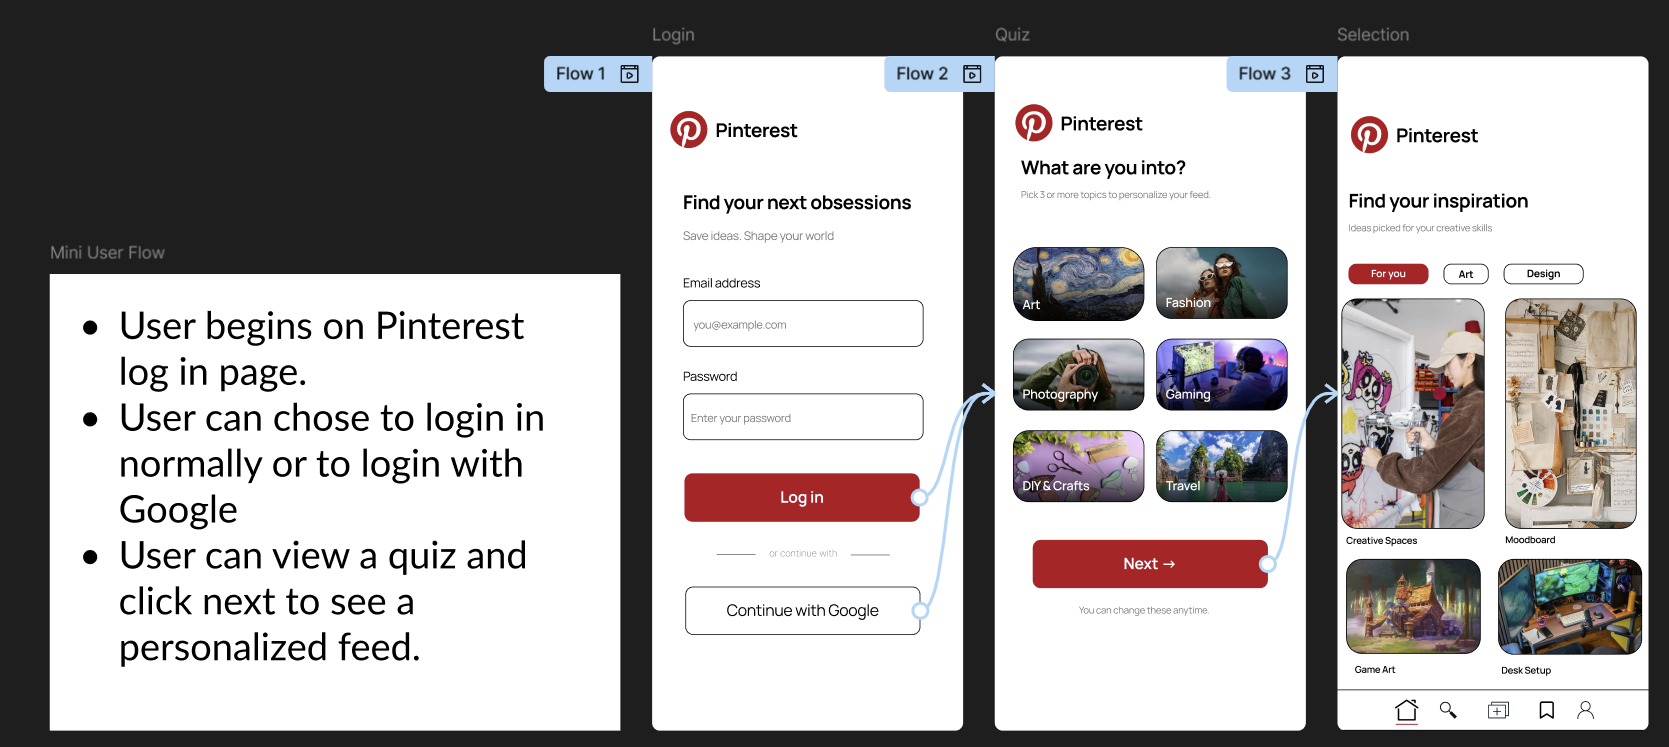 Mini User Flow
● User begins on Pinterest
log in page.
● User can chose to login in
normally or to login with
Google
● User can view a quiz and
click next to see a
personalized feed.
Login
Flow 1
Pinterest
Find your next obsessions
Save ideas. Shape your world
Email address
you@example.com
Password
Enter your password
Log in
or continue with
Continue with Google
Quiz
Flow 2
Pinterest
What are you into?
Pick 3 or more topics to personalize your feed.
Art
Fashion
Photography
Gaming
DIY & Crafts
Travel
Next →
You can change these anytime.
Selection
Flow 3
Pinterest
Find your inspiration
Ideas picked for your creative skills
For you
Art
Design
Creative Spaces
Moodboard
Game Art
Desk Setup